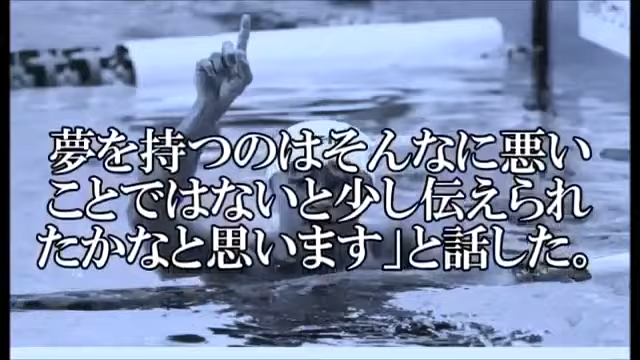 夢を持つのはそんなに悪い
ことではないと少し伝えられ
たかなと思います」と話した。